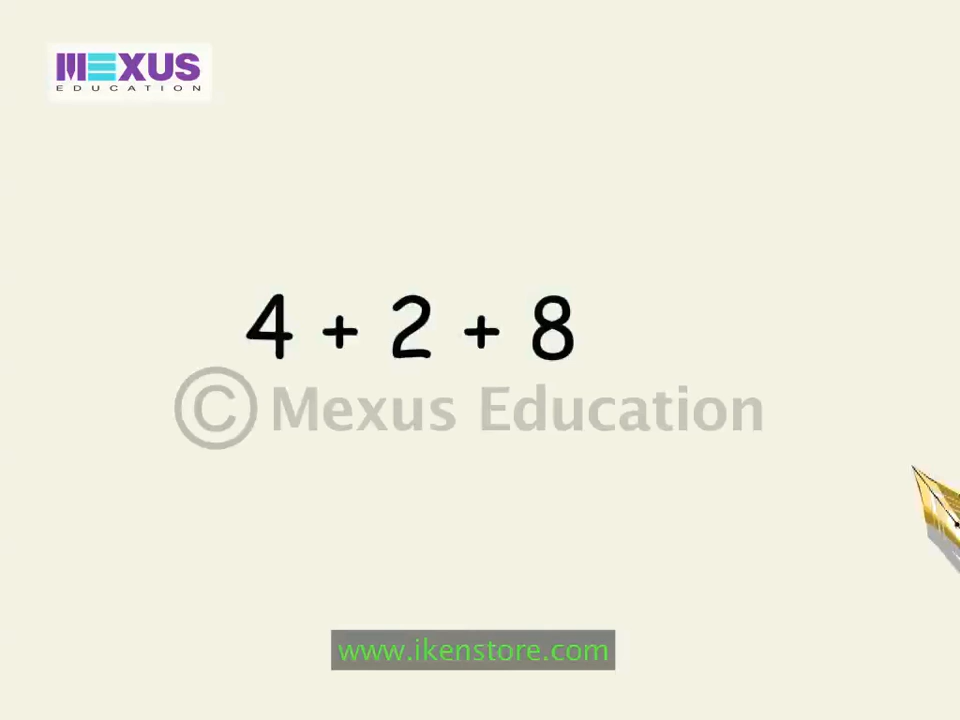 MEXUS
EDUCATION
4 + 2 + 8
© Mexus Education
www.ikenstore.com